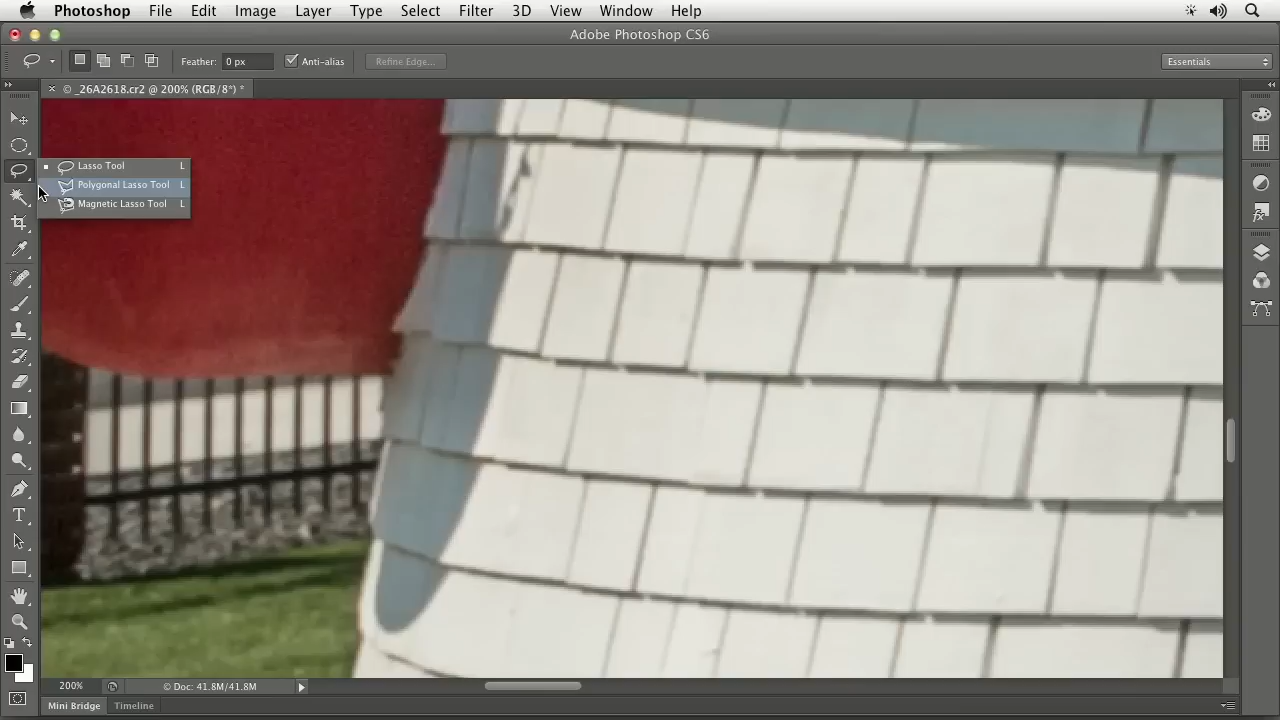 Photoshop File Edit Image Layer Type Select Filter 3D View Window Help
Adobe Photoshop CS6
Feather: 0 px Anti-alias Refine Edge... Essentials
© _26A2618.cr2 @ 200% (RGB/8*) *
Lasso Tool L
Polygonal Lasso Tool L
Magnetic Lasso Tool L
200% © Doc: 41.8M/41.8M
Mini Bridge Timeline